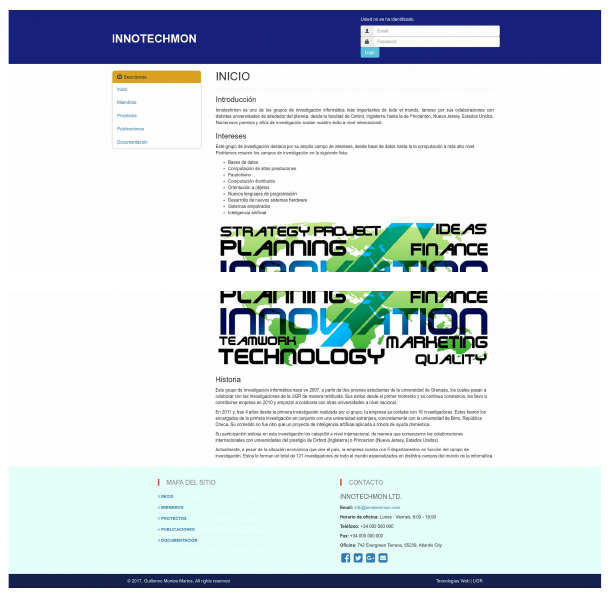 Usted no se ha identificado.
INNOTECHMON
Email
Password
Login
Secciones
Inicio
Miembros
Proyectos
Publicaciones
Documentación
INICIO
Introducción
Innotechmon es uno de los grupos de investigación informática más importantes de todo el mundo, famoso por sus colaboraciones con
distintas universidades de alrededor del planeta, desde la facultad de Oxford, Inglaterra, hasta la de Princenton, Nueva Jersey, Estados Unidos.
Numerosos premios y años de investigación avalan nuestro éxito a nivel internacional.
Intereses
Este grupo de investigación destaca por su amplio campo de intereses, desde base de datos hasta la la computación a más alto nivel.
Podríamos resumir los campos de investigación en la siguiente lista:
Bases de datos
Computación de altas prestaciones
Paralelismo
Computación distribuida
Orientación a objetos
Nuevos lenguajes de programación
Desarrollo de nuevos sistemas hardware
Sistemas empotrados
Inteligencia artificial
STRATEGY PROJECT IDEAS
PLANNING FINANCE
INNOVATION
PLANNING FINANCE
INNOVATION
TEAMWORK MARKETING
TECHNOLOGY QUALITY
Historia
Este grupo de investigación informática nace en 2007, a partir de dos jovenes estudiantes de la universidad de Granada, los cuales pasan a
colaborar con las investigaciones de la UGR de manera retribuida. Sus éxitos desde el primer momento y su continua constancia, les llevo a
constituirse empresa en 2010 y empezar a colaborar con otras universidades a nivel nacional.
En 2011 y, tras 4 años desde la primera investigación realizada por el grupo, la empresa ya contaba con 16 investigadores. Estos fueron los
encargados de la primera investigación en conjunto con una universidad extranjera, concretamente con la universidad de Brno, República
Checa. Su cometido no fue otro que un proyecto de inteligencia artificial aplicada a robots de ayuda doméstica.
Su participación exitosa en esta investigación los catapultó a nivel internacional, de manera que comenzaron las colaboraciones
internacionales con universidades del prestigio de Oxford (Inglaterra) o Princenton (Nueva Jersey, Estados Unidos).
Actualmente, a pesar de la situación económica que vive el país, la empresa cuenta con 5 departamentos en función del campo de
investigación. Estos lo forman un total de 121 investigadores de todo el mundo especializados en distintos campos del mundo de la informática.
MAPA DEL SITIO
INICIO
MIEMBROS
PROYECTOS
PUBLICACIONES
DOCUMENTACIÓN
CONTACTO
INNOTECHMON LTD.
Email: info@innotechmon.com
Horario de oficina: Lunes - Viernes, 9:00 - 19:00
Teléfono: +34 000 000 000
Fax: +34 000 000 000
Oficina: 742 Evergreen Terrace, 65239, Atlantis City
© 2017, Guillermo Montes Martos, All rights reserved
Tecnologías Web | UGR